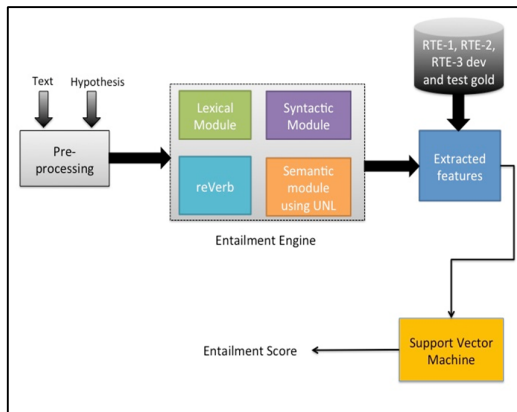 RTE-1, RTE-2,
RTE-3 dev
and test gold
Text
Hypothesis
Pre-
processing
Lexical
Module
Syntactic
Module
reVerb
Semantic
module
using UNL
Entailment Engine
Extracted
features
Support Vector
Machine
Entailment Score